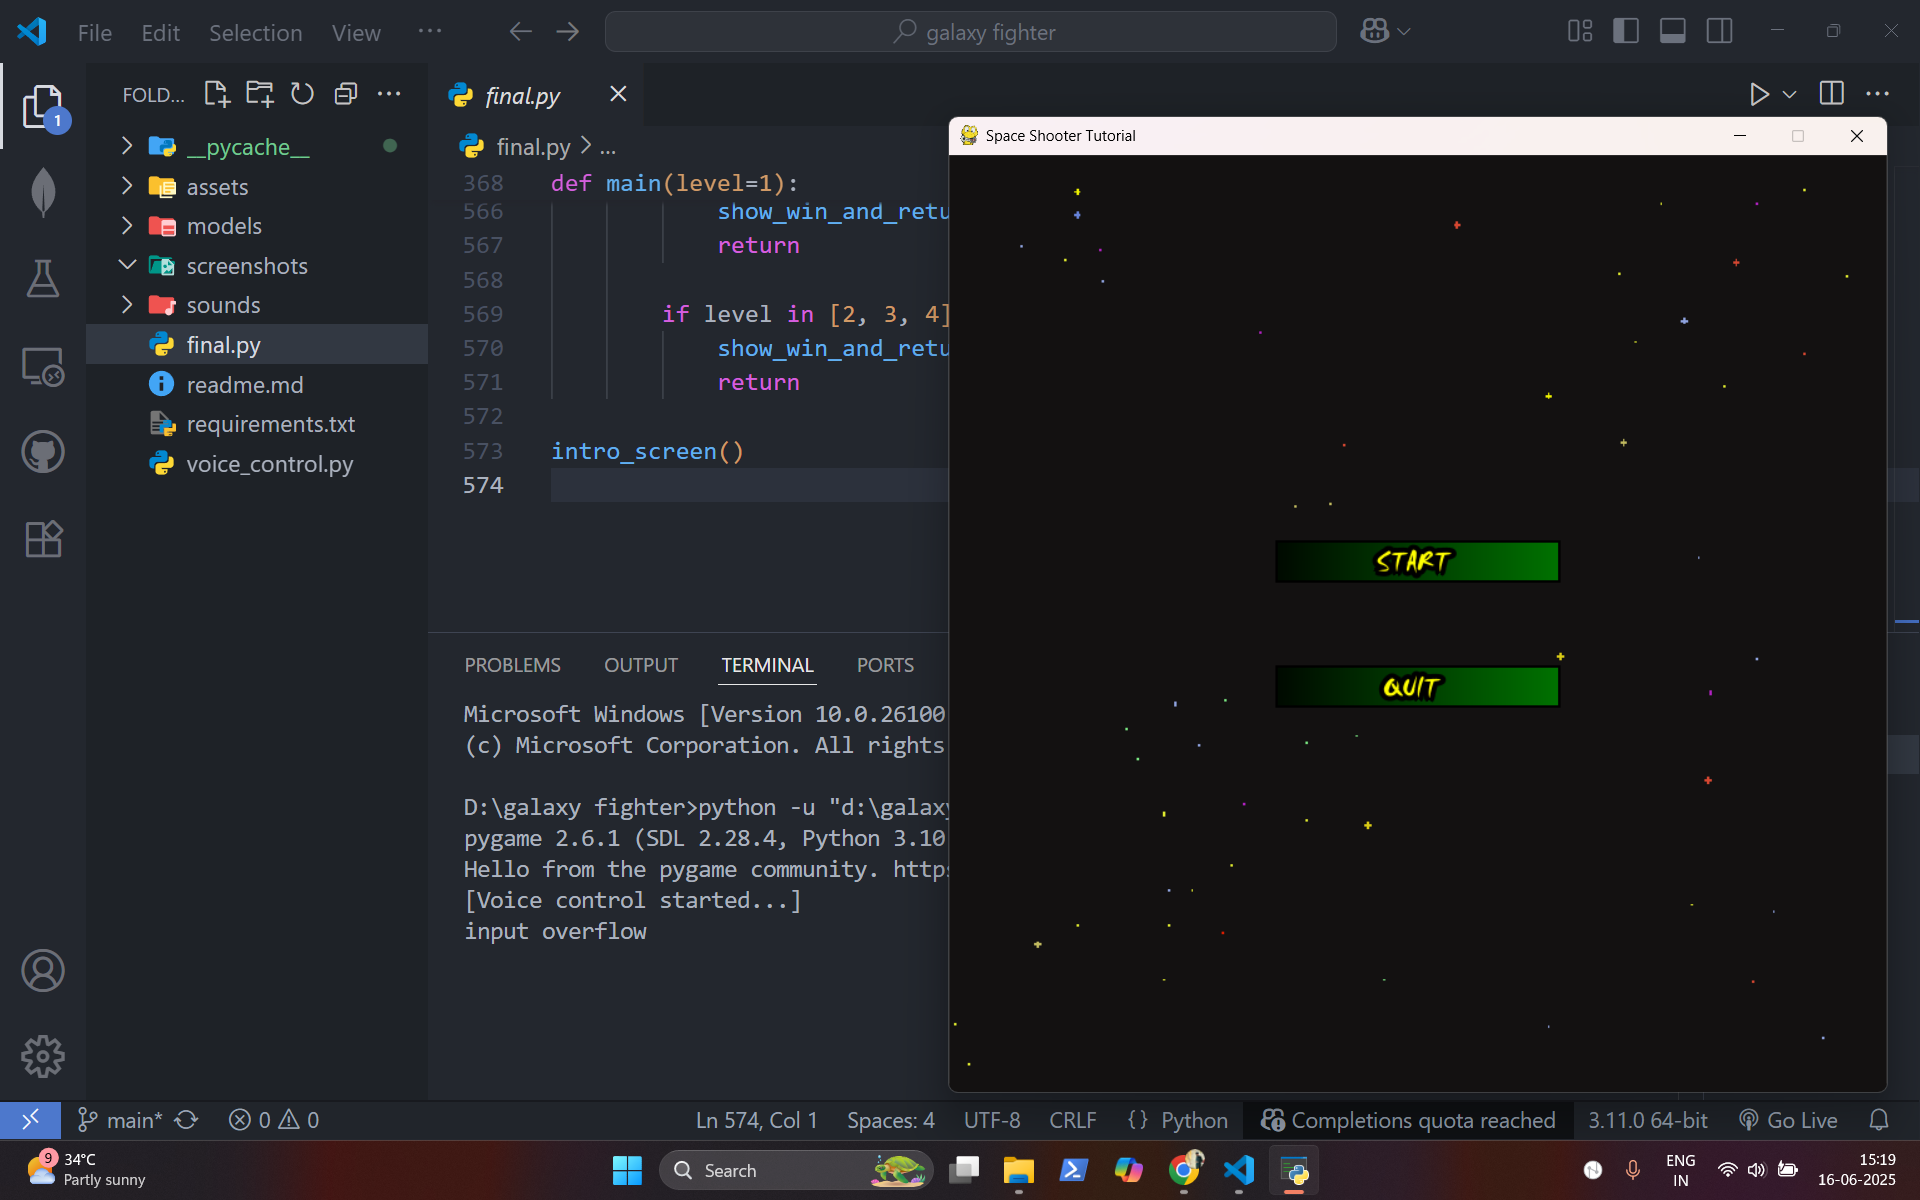 File Edit Selection View ...
galaxy fighter
FOLD...
1
__pycache__
assets
models
screenshots
sounds
final.py
readme.md
requirements.txt
voice_control.py
final.py
final.py > ...
368 def main(level=1):
566 show_win_and_retu
567 return
568
569 if level in [2, 3, 4]
570 show_win_and_retu
571 return
572
573 intro_screen()
574
PROBLEMS OUTPUT TERMINAL PORTS
Microsoft Windows [Version 10.0.26100
(c) Microsoft Corporation. All rights
D:\galaxy fighter>python -u "d:\galaxy
pygame 2.6.1 (SDL 2.28.4, Python 3.10
Hello from the pygame community. https
[Voice control started...]
input overflow
Space Shooter Tutorial
START
QUIT
main* 0 0
Ln 574, Col 1 Spaces: 4 UTF-8 CRLF {} Python Completions quota reached 3.11.0 64-bit Go Live
9
34°C
Partly sunny
Search
ENG
IN
15:19
16-06-2025